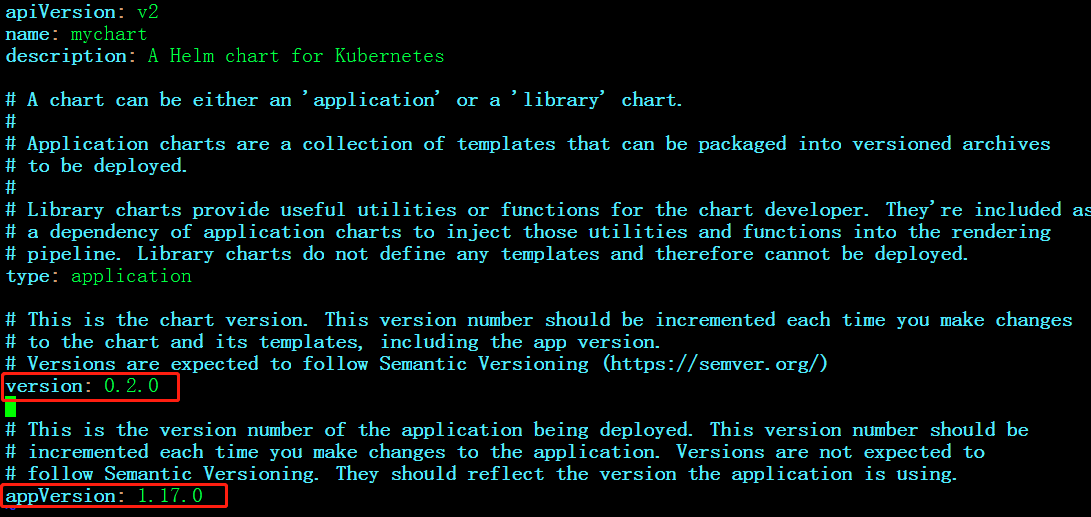 apiVersion: v2
name: mychart
description: A Helm chart for Kubernetes
# A chart can be either an 'application' or a 'library' chart.
#
# Application charts are a collection of templates that can be packaged into versioned archives
# to be deployed.
#
# Library charts provide useful utilities or functions for the chart developer. They're included as
# a dependency of application charts to inject those utilities and functions into the rendering
# pipeline. Library charts do not define any templates and therefore cannot be deployed.
type: application
# This is the chart version. This version number should be incremented each time you make changes
# to the chart and its templates, including the app version.
# Versions are expected to follow Semantic Versioning (https://semver.org/)
version: 0.2.0
# This is the version number of the application being deployed. This version number should be
# incremented each time you make changes to the application. Versions are not expected to
# follow Semantic Versioning. They should reflect the version the application is using.
appVersion: 1.17.0